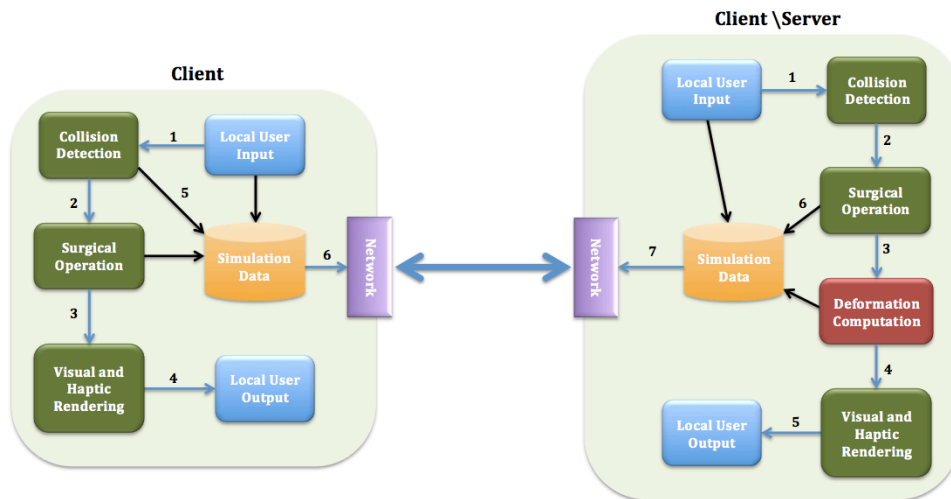 Client
Collision
Detection
1
Local User
Input
2
5
Surgical
Operation
Simulation
Data
6
Network
3
Visual and
Haptic
Rendering
4
Local User
Output
Client \Server
Local User
Input
1
Collision
Detection
2
6
Surgical
Operation
Network
7
Simulation
Data
3
Deformation
Computation
4
Local User
Output
5
Visual and
Haptic
Rendering